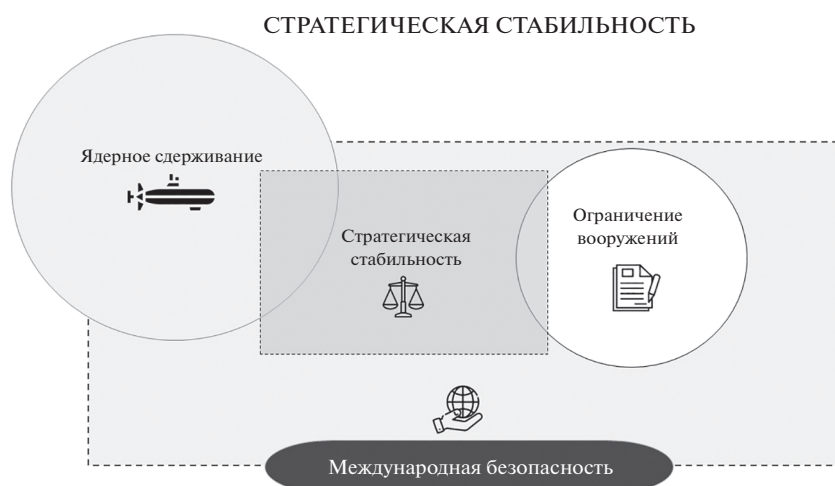 СТРАТЕГИЧЕСКАЯ СТАБИЛЬНОСТЬ
Ядерное сдерживание
Стратегическая
стабильность
Ограничение
вооружений
Международная безопасность